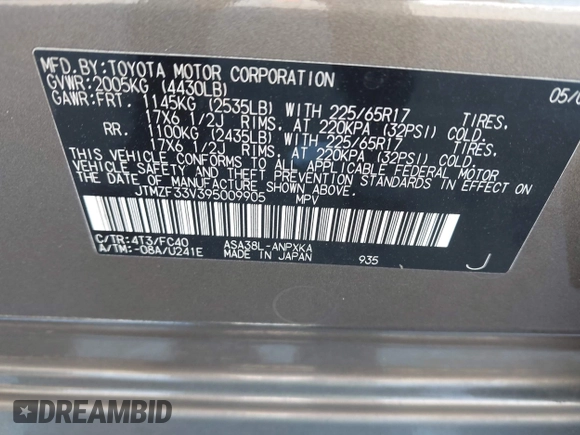 MFD.BY:TOYOTA MOTOR CORPORATION 05/0
GVWR:2005KG (4430LB)
GAWR:FRT. 1145KG (2535LB) WITH 225/65R17 TIRES,
17X6 1/2J RIMS, AT 220KPA (32PSI) COLD.
RR. 1100KG (2435LB) WITH 225/65R17 TIRES,
17X6 1/2J RIMS, AT 220KPA (32PSI) COLD.
THIS VEHICLE CONFORMS TO ALL APPLICABLE FEDERAL MOTOR
VEHICLE SAFETY AND STANDARDS IN EFFECT
ON THE DATE OF MANUFACTURE SHOWN ABOVE.
JTMZF33V395009905 MPV
C/TR:4T3/FC40 ASA38L-ANPXKA
A/TM:-08A/U241E MADE IN JAPAN 935 J
DREAMBID